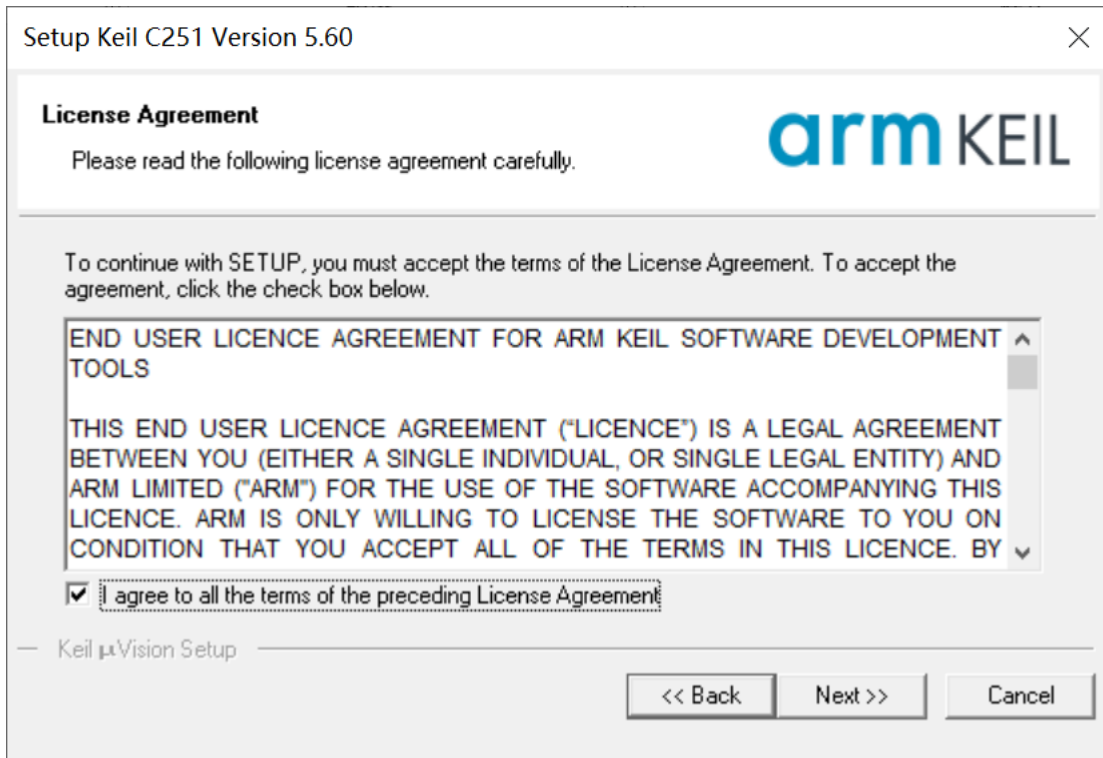 Setup Keil C251 Version 5.60
License Agreement
Please read the following license agreement carefully.
arm KEIL
To continue with SETUP, you must accept the terms of the License Agreement. To accept the
agreement, click the check box below.
END USER LICENCE AGREEMENT FOR ARM KEIL SOFTWARE DEVELOPMENT
TOOLS
THIS END USER LICENCE AGREEMENT (“LICENCE”) IS A LEGAL AGREEMENT
BETWEEN YOU (EITHER A SINGLE INDIVIDUAL, OR SINGLE LEGAL ENTITY) AND
ARM LIMITED ("ARM") FOR THE USE OF THE SOFTWARE ACCOMPANYING THIS
LICENCE. ARM IS ONLY WILLING TO LICENSE THE SOFTWARE TO YOU ON
CONDITION THAT YOU ACCEPT ALL OF THE TERMS IN THIS LICENCE. BY
I agree to all the terms of the preceding License Agreement
Keil µVision Setup
<< Back
Next >>
Cancel